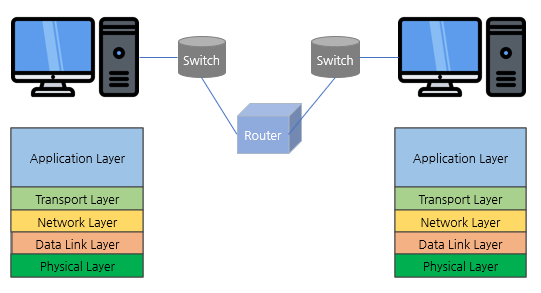 Switch
Switch
Router
Application Layer
Transport Layer
Network Layer
Data Link Layer
Physical Layer
Application Layer
Transport Layer
Network Layer
Data Link Layer
Physical Layer